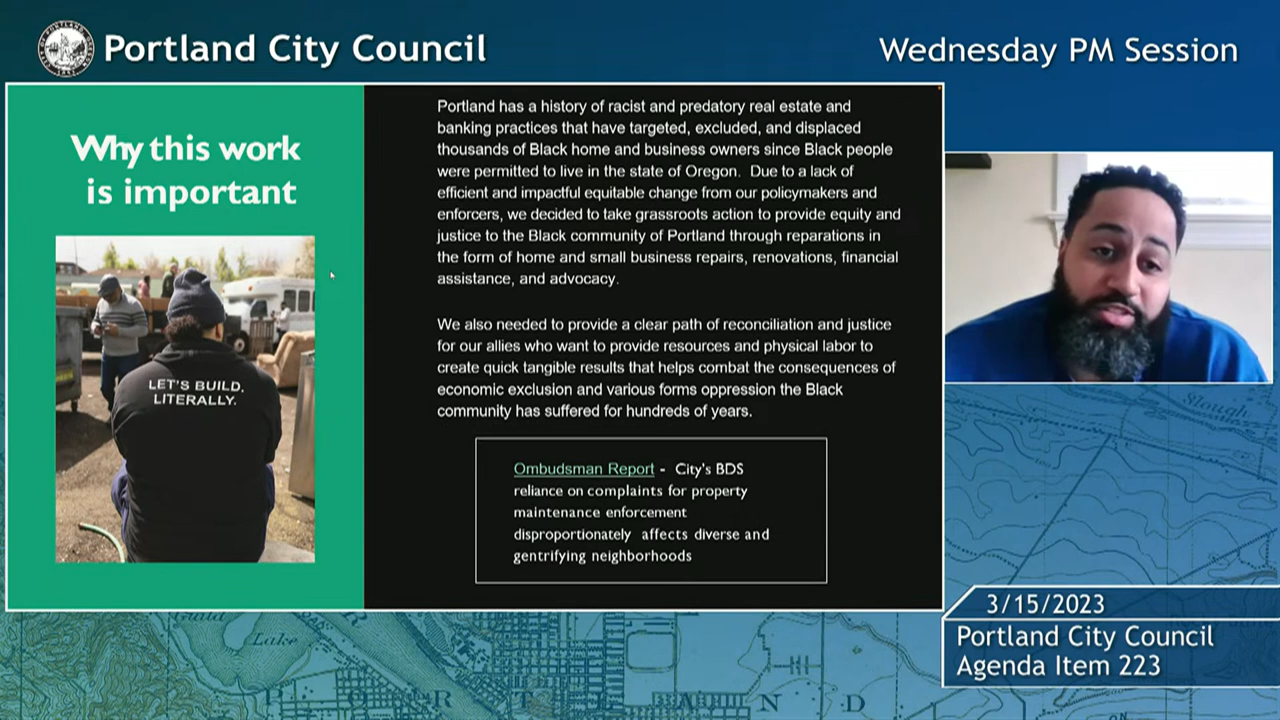 Portland City Council
Wednesday PM Session
Why this work
is important
LET'S BUILD,
LITERALLY.
Portland has a history of racist and predatory real estate and
banking practices that have targeted, excluded, and displaced
thousands of Black home and business owners since Black people
were permitted to live in the state of Oregon. Due to a lack of
efficient and impactful equitable change from our policymakers and
enforcers, we decided to take grassroots action to provide equity and
justice to the Black community of Portland through reparations in
the form of home and small business repairs, renovations, financial
assistance, and advocacy.
We also needed to provide a clear path of reconciliation and justice
for our allies who want to provide resources and physical labor to
create quick tangible results that helps combat the consequences of
economic exclusion and various forms oppression the Black
community has suffered for hundreds of years.
Ombudsman Report - City's BDS
reliance on complaints for property
maintenance enforcement
disproportionately affects diverse and
gentrifying neighborhoods
Slough
3/15/2023
Portland City Council
Agenda Item 223
Guild
Lake
R T L A N D